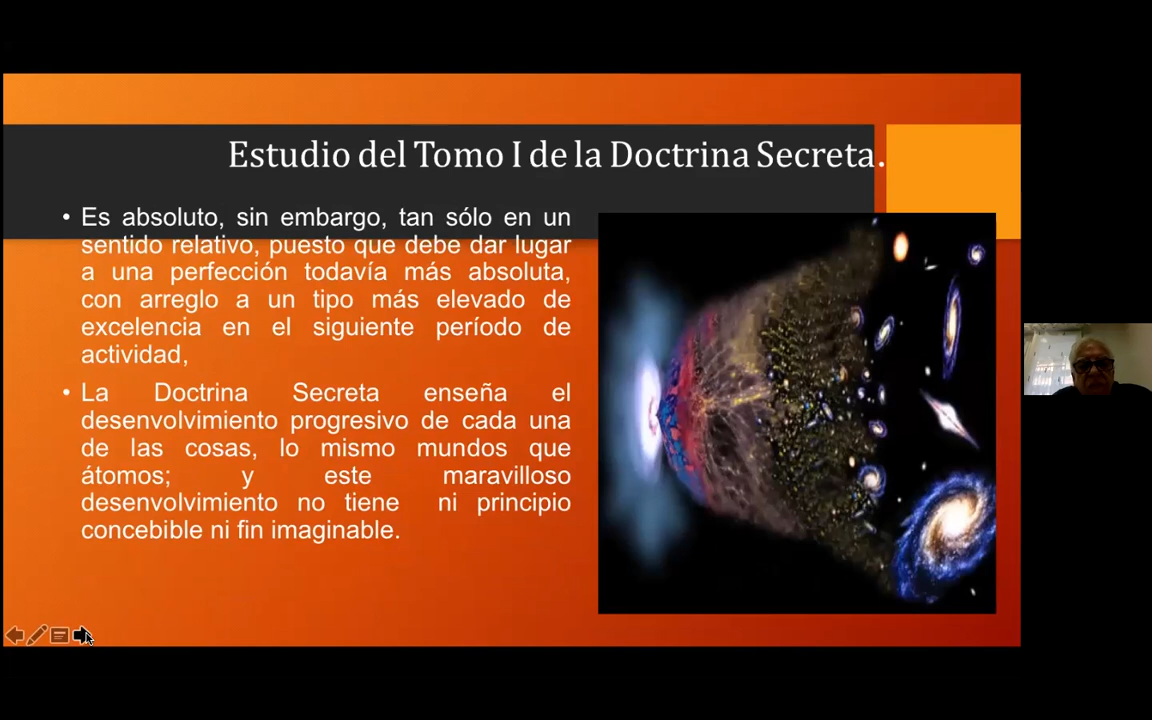 Estudio del Tomo I de la Doctrina Secreta.
• Es absoluto, sin embargo, tan sólo en un
sentido relativo, puesto que debe dar lugar
a una perfección todavía más absoluta,
con arreglo a un tipo más elevado de
excelencia en el siguiente período de
actividad,
• La Doctrina Secreta enseña el
desenvolvimiento progresivo de cada una
de las cosas, lo mismo mundos que
átomos; y este maravilloso
desenvolvimiento no tiene ni principio
concebible ni fin imaginable.